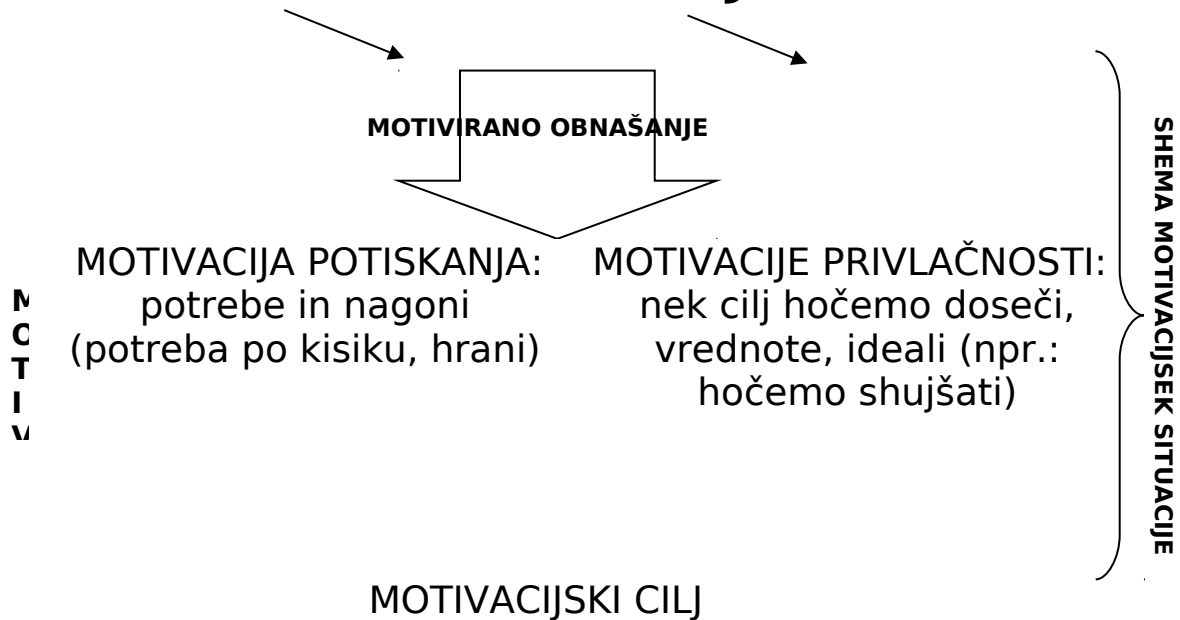 MOTIVIRANO OBNAŠANJE
MOTIVACIJA POTISKANJA:
potrebe in nagoni
(potreba po kisiku, hrani)
MOTIVACIJE PRIVLAČNOSTI:
nek cilj hočemo doseči,
vrednote, ideali (npr.:
hočemo shujšati)
M
O
T
I
V
MOTIVACIJSKI CILJ
SHEMA MOTIVACIJSEK SITUACIJE